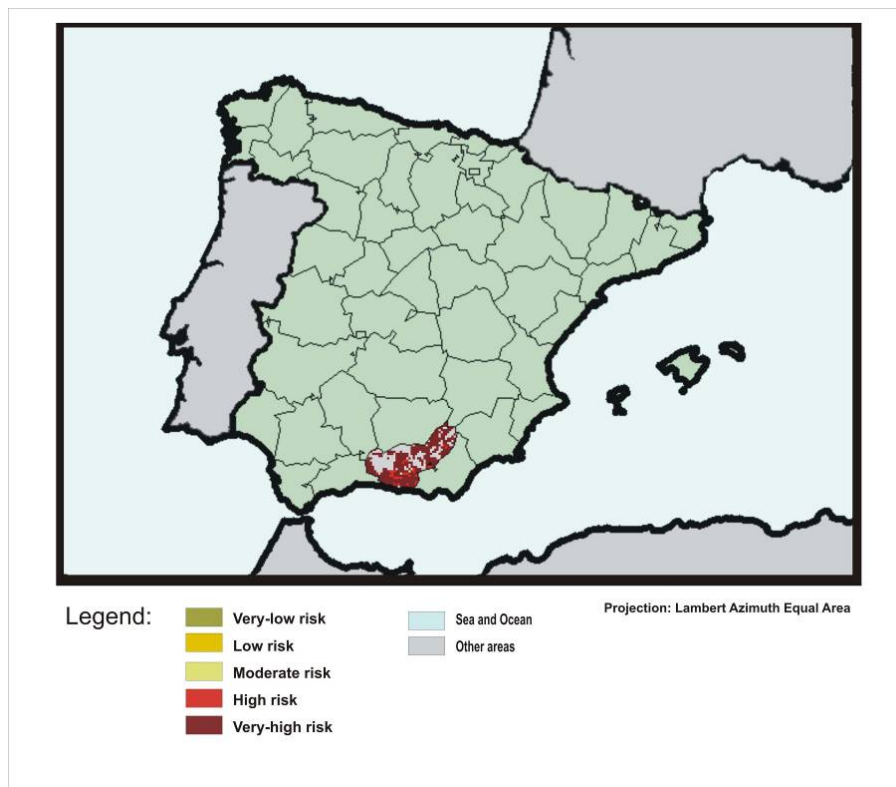 Legend:
Very-low risk
Low risk
Moderate risk
High risk
Very-high risk
Sea and Ocean
Other areas
Projection: Lambert Azimuth Equal Area